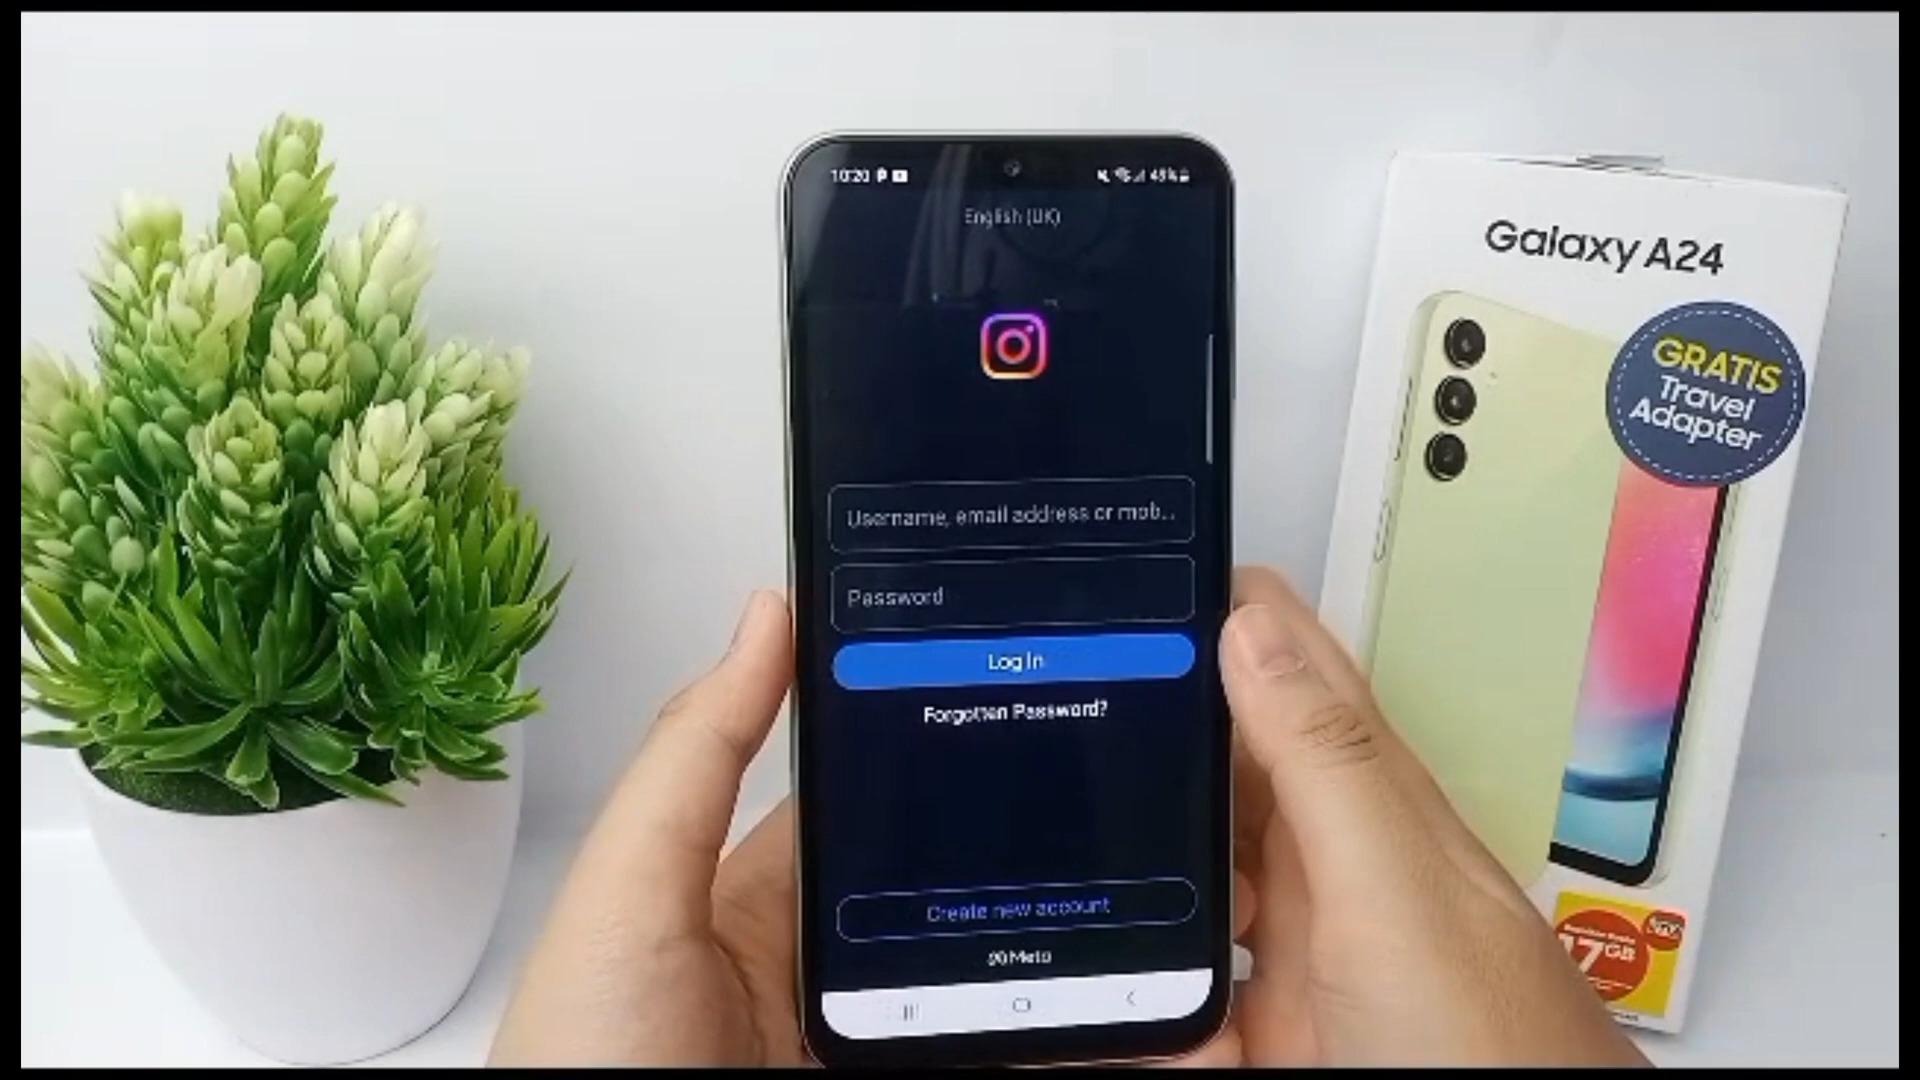 10:20
English (UK)
Username, email address or mob...
Password
Log in
Forgotten Password?
Create new account
Meta
Galaxy A24
GRATIS
Travel
Adapter
17GB